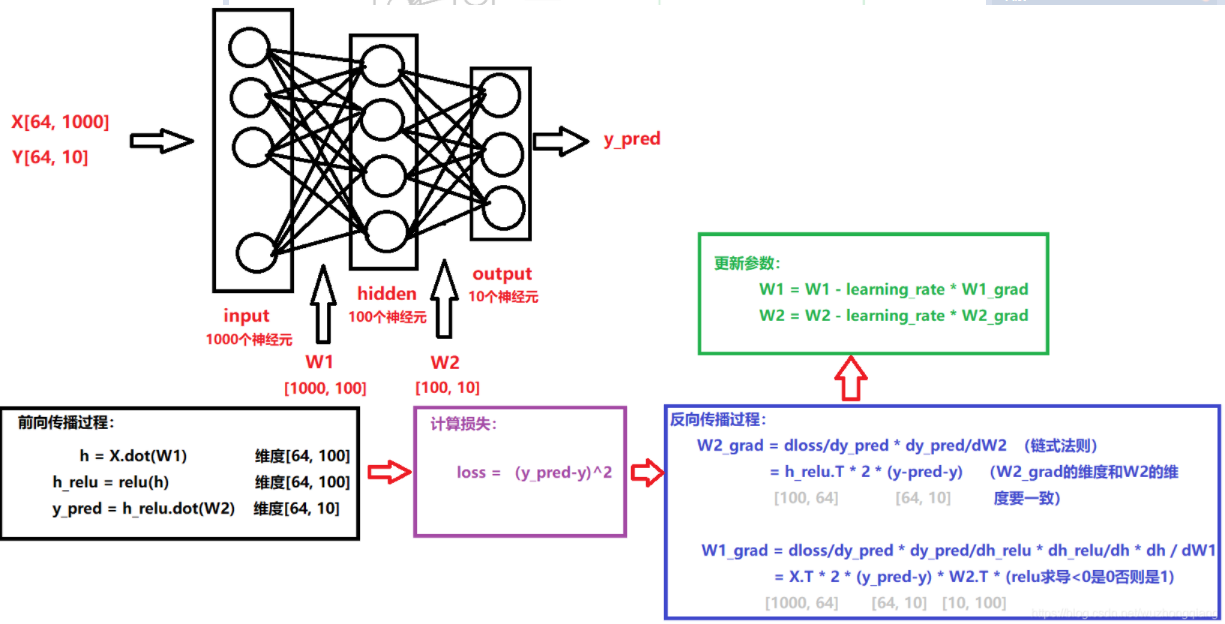 X[64, 1000]
Y[64, 10]
y_pred
input
1000个神经元
hidden
100个神经元
output
10个神经元
W1
[1000, 100]
W2
[100, 10]
前向传播过程:
h = X.dot(W1) 维度[64, 100]
h_relu = relu(h) 维度[64, 100]
y_pred = h_relu.dot(W2) 维度[64, 10]
计算损失:
loss = (y_pred-y)^2
反向传播过程:
W2_grad = dloss/dy_pred * dy_pred/dW2 (链式法则)
= h_relu.T * 2 * (y-pred-y) (W2_grad的维度和W2的维
[100, 64] [64, 10] 度要一致)
W1_grad = dloss/dy_pred * dy_pred/dh_relu * dh_relu/dh * dh / dW1
= X.T * 2 * (y_pred-y) * W2.T * (relu求导<0是0否则是1)
[1000, 64] [64, 10] [10, 100]
更新参数:
W1 = W1 - learning_rate * W1_grad
W2 = W2 - learning_rate * W2_grad
https://blog.csdn.net/wuzhongqiang